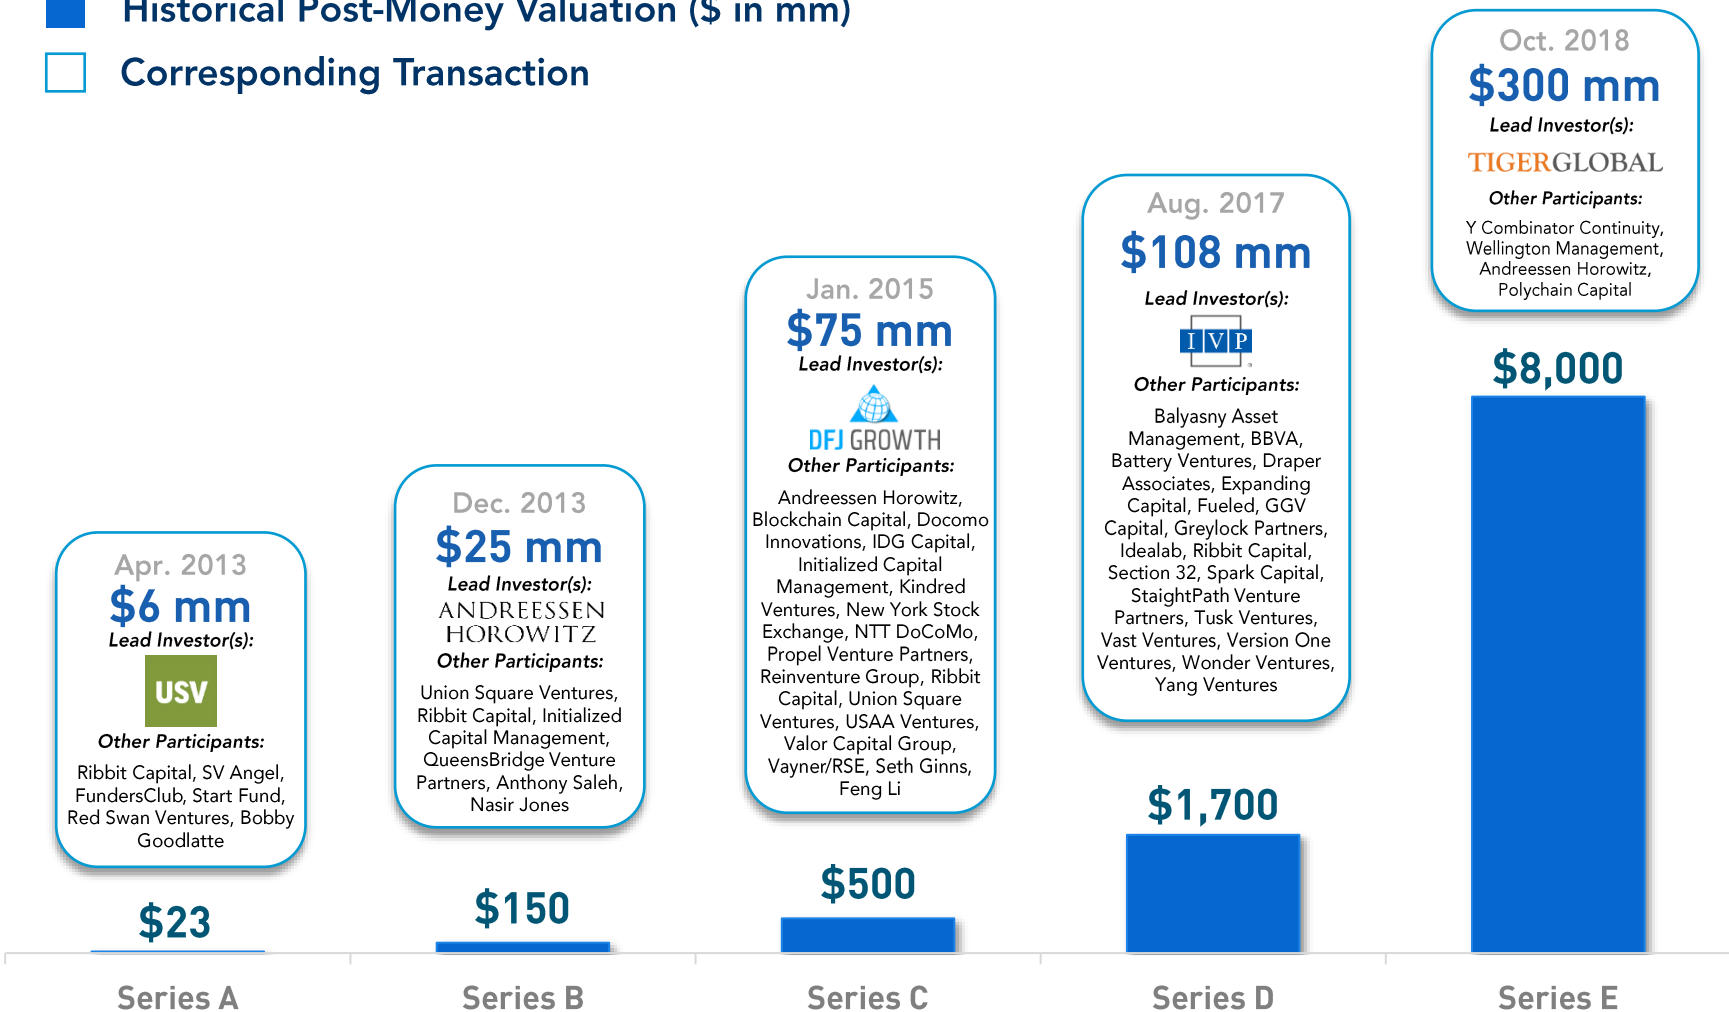 Historical Post-Money Valuation ($ in mm)
Corresponding Transaction
Apr. 2013
$6 mm
Lead Investor(s):
USV
Other Participants:
Ribbit Capital, SV Angel,
FundersClub, Start Fund,
Red Swan Ventures, Bobby
Goodlatte
$23
Series A
Dec. 2013
$25 mm
Lead Investor(s):
ANDREESSEN
HOROWITZ
Other Participants:
Union Square Ventures,
Ribbit Capital, Initialized
Capital Management,
QueensBridge Venture
Partners, Anthony Saleh,
Nasir Jones
$150
Series B
Jan. 2015
$75 mm
Lead Investor(s):
DFJ GROWTH
Other Participants:
Andreessen Horowitz,
Blockchain Capital, Docomo
Innovations, IDG Capital,
Initialized Capital
Management, Kindred
Ventures, New York Stock
Exchange, NTT DoCoMo,
Propel Venture Partners,
Reinventure Group, Ribbit
Capital, Union Square
Ventures, USAA Ventures,
Valor Capital Group,
Vayner/RSE, Seth Ginns,
Feng Li
$500
Series C
Aug. 2017
$108 mm
Lead Investor(s):
IVP
Other Participants:
Balyasny Asset
Management, BBVA,
Battery Ventures, Draper
Associates, Expanding
Capital, Fueled, GGV
Capital, Greylock Partners,
Idealab, Ribbit Capital,
Section 32, Spark Capital,
StaightPath Venture
Partners, Tusk Ventures,
Vast Ventures, Version One
Ventures, Wonder Ventures,
Yang Ventures
$1,700
Series D
Oct. 2018
$300 mm
Lead Investor(s):
TIGERGLOBAL
Other Participants:
Y Combinator Continuity,
Wellington Management,
Andreessen Horowitz,
Polychain Capital
$8,000
Series E